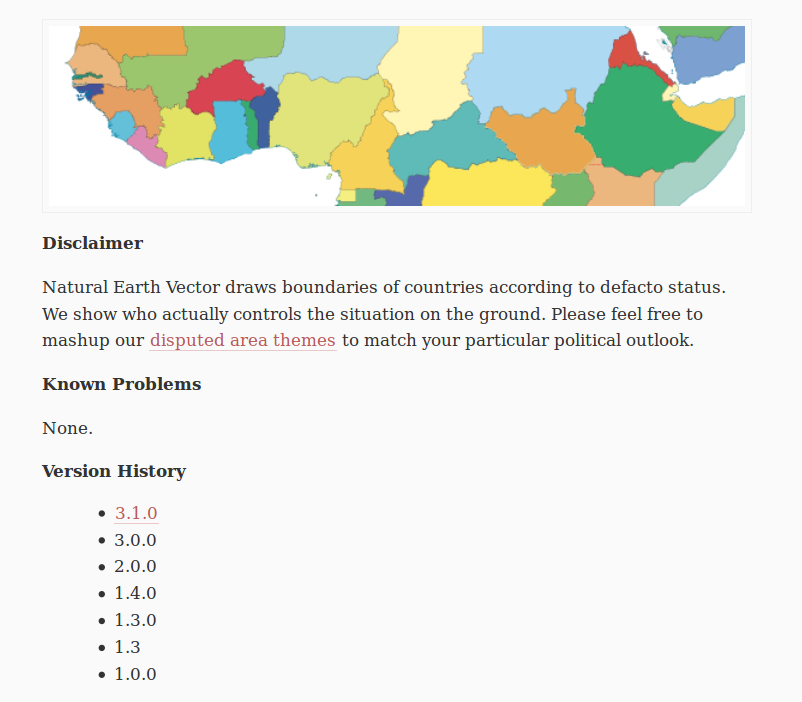 Disclaimer
Natural Earth Vector draws boundaries of countries according to defacto status.
We show who actually controls the situation on the ground. Please feel free to
mashup our disputed area themes to match your particular political outlook.
Known Problems
None.
Version History
• 3.1.0
• 3.0.0
• 2.0.0
• 1.4.0
• 1.3.0
• 1.3
• 1.0.0